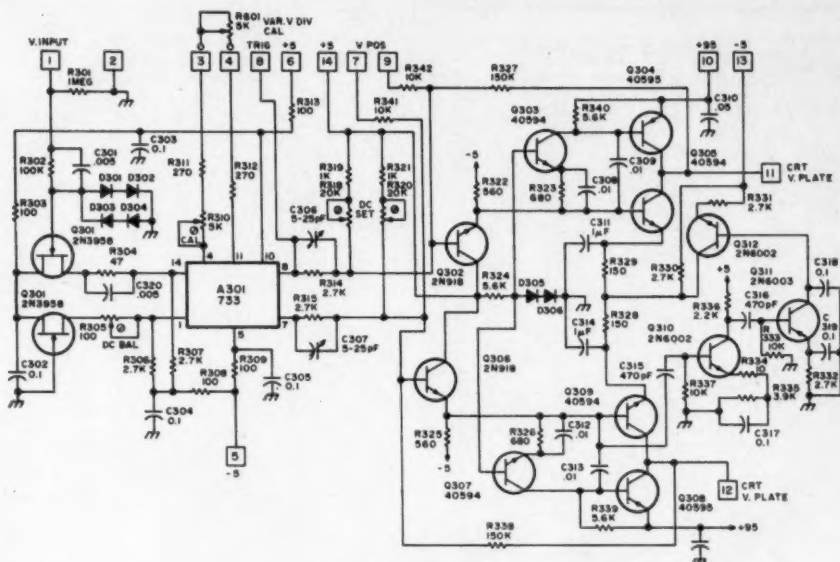 R601
5K
VAR. V DIV
CAL
V. INPUT
TRIG
+5
+5
V POS
+95
-5
1
2
3
4
8
6
14
7
9
10
13
R301
1MEG
R313
100
R342
10K
R341
10K
R327
150K
Q304
40595
Q303
40594
R340
5.6K
C310
.05
C303
0.1
C301
.005
R302
100K
D301
D302
D303
D304
R311
270
R312
270
R319
1K
R318
20K
R321
1K
R320
20K
DC
SET
-5
R322
560
R323
680
C308
.01
C309
.01
Q305
40594
11
CRT
V. PLATE
R303
100
Q301
2N3958
R310
5K
CAL
C306
5-25pF
Q302
2N918
C311
1µF
R331
2.7K
Q312
2N6002
R304
47
C320
.005
14
4
11
10
8
A301
733
1
5
7
R314
2.7K
R315
2.7K
R324
5.6K
D305
D306
R329
150
R330
2.7K
Q311
2N6003
C318
0.1
Q301
2N3958
R305
100
DC BAL
C307
5-25pF
C314
1µF
R328
150
+5
R336
2.2K
C316
470pF
C302
0.1
R306
2.7K
R307
2.7K
R308
100
R309
100
C305
0.1
Q306
2N918
Q310
2N6002
R333
10K
C319
0.1
C304
0.1
C315
470pF
R334
10
R332
2.7K
Q309
40594
R337
10K
R335
3.9K
5
-5
R325
560
-5
R326
680
C312
.01
C313
.01
C317
0.1
Q307
40594
12
CRT
V. PLATE
Q308
40595
R339
5.6K
R338
150K
+95